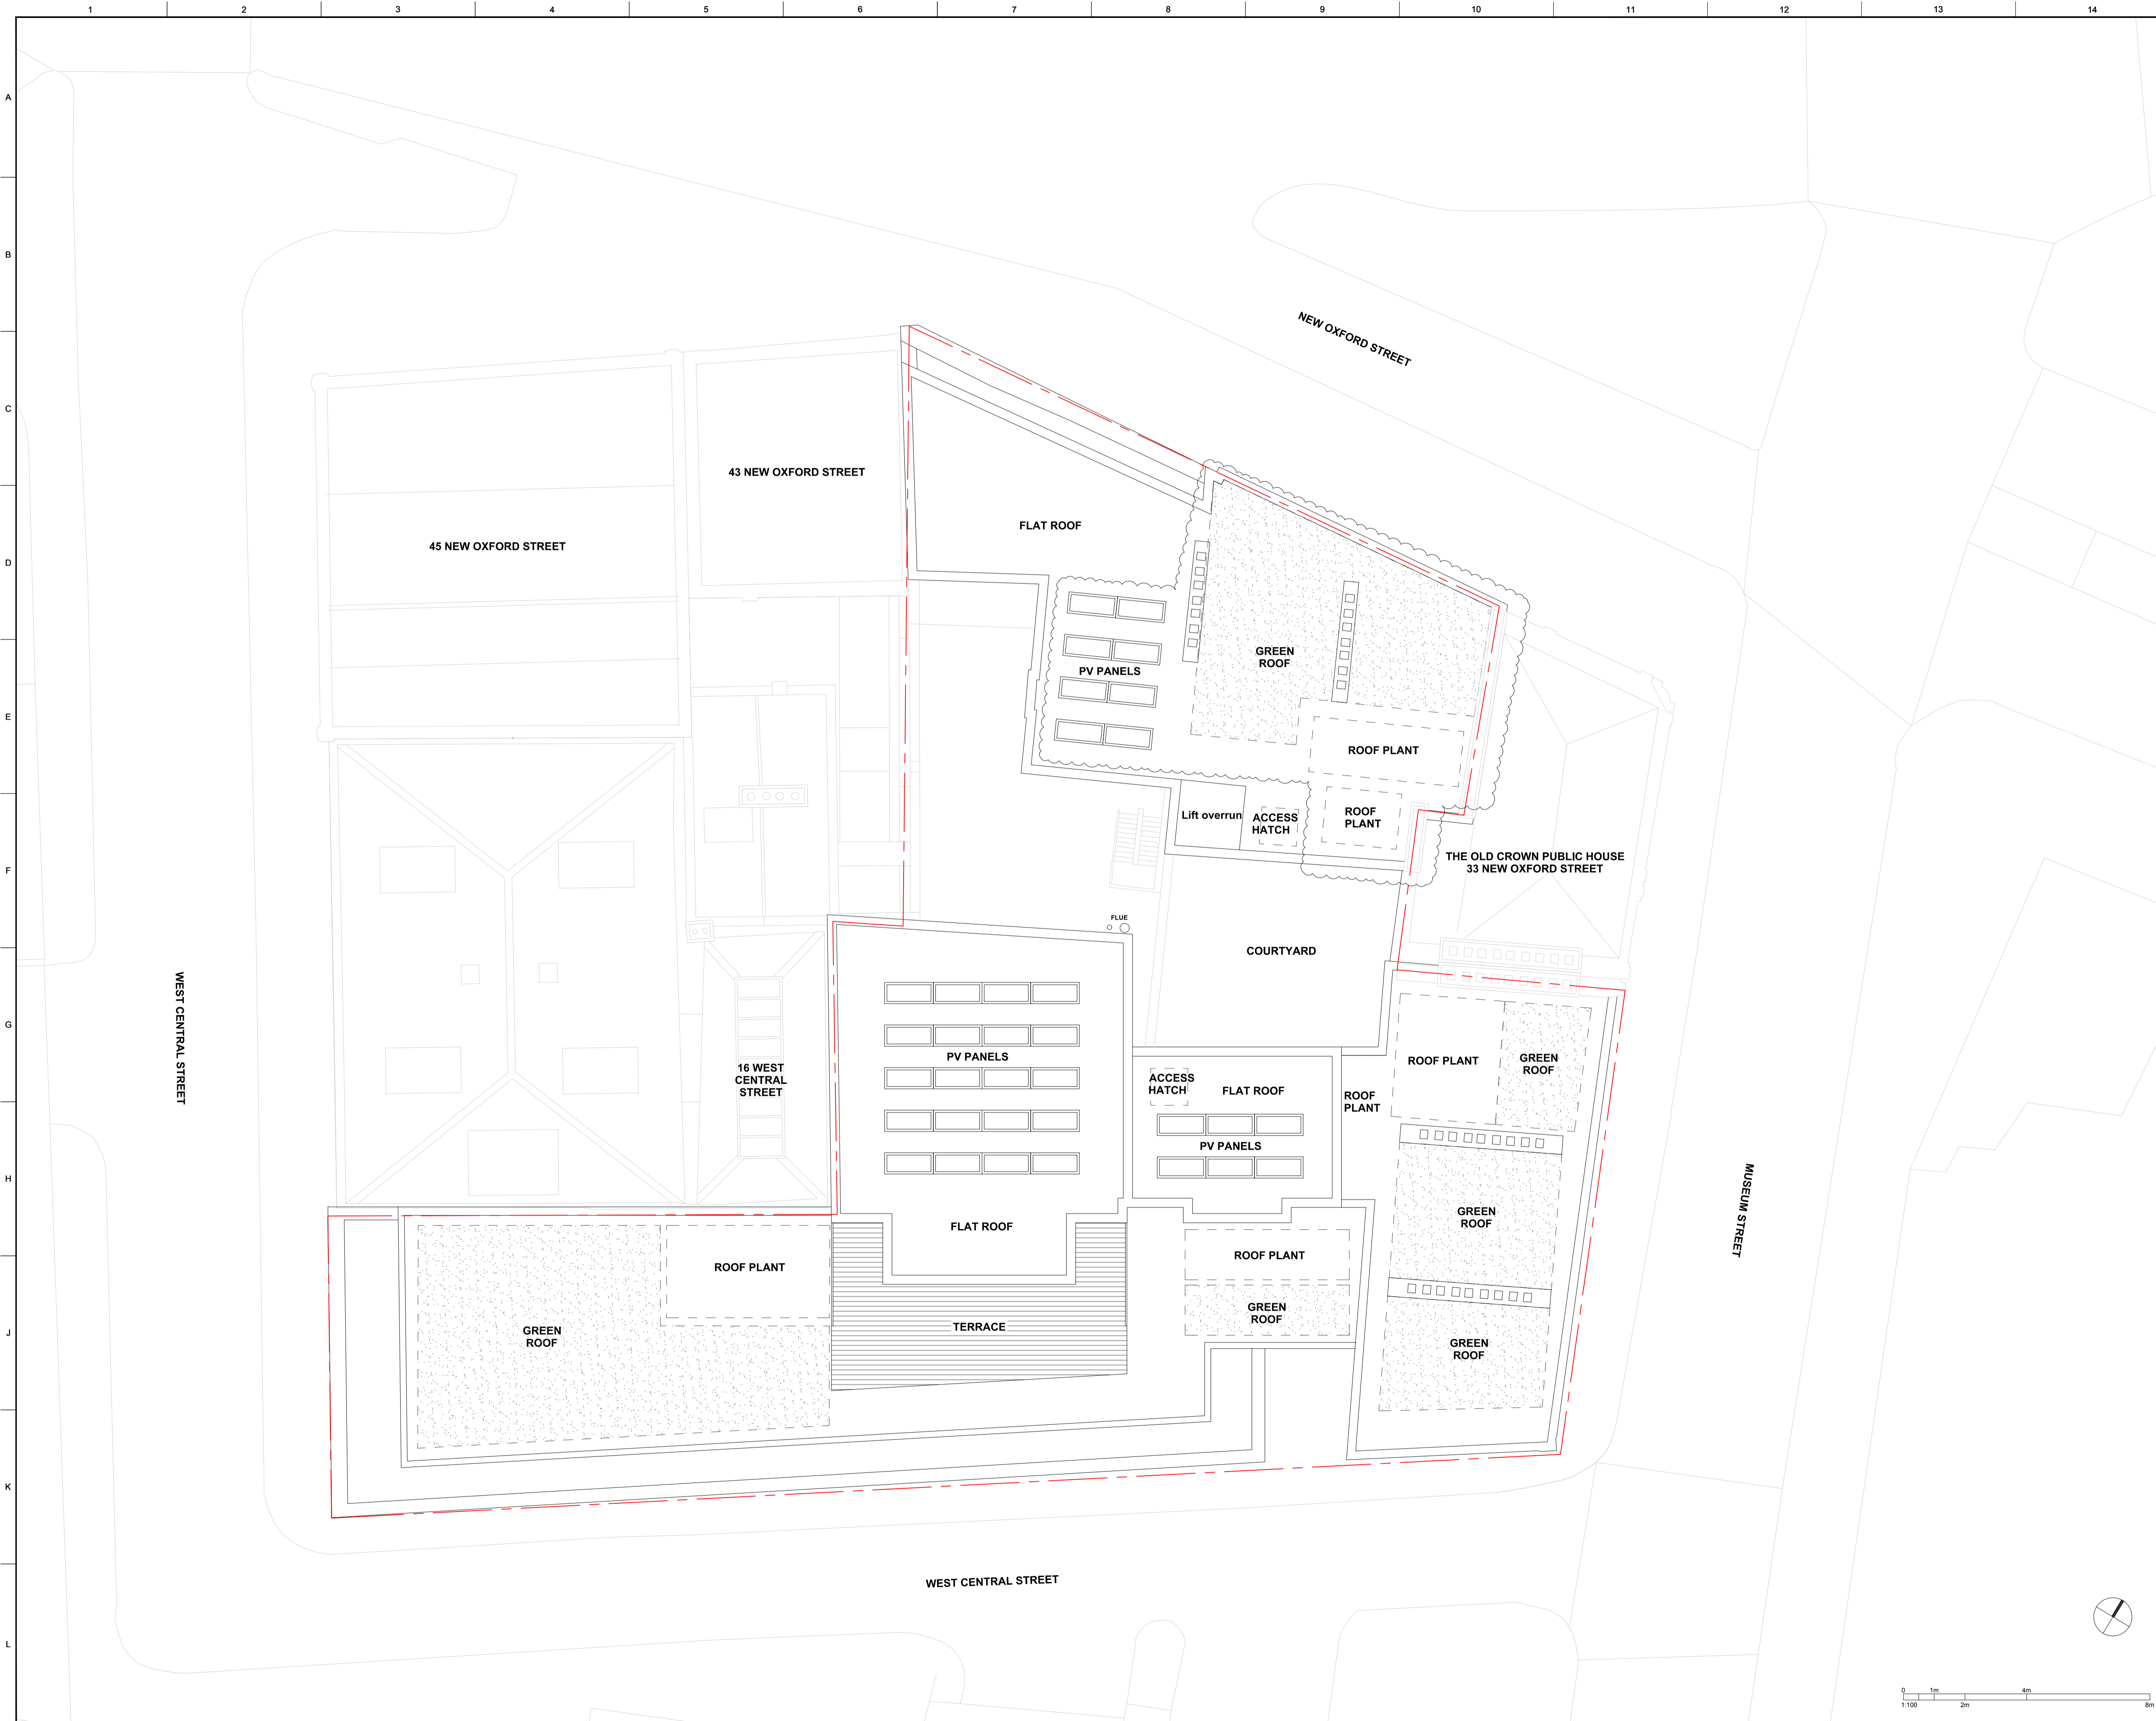 1 2 3 4 5 6 7 8 9 10 11 12 13 14
A
B
C
D
E
F
G
H
J
K
L
NEW OXFORD STREET
43 NEW OXFORD STREET
45 NEW OXFORD STREET
FLAT ROOF
GREEN
ROOF
PV PANELS
ROOF PLANT
Lift overrun
ACCESS
HATCH
ROOF
PLANT
THE OLD CROWN PUBLIC HOUSE
33 NEW OXFORD STREET
FLUE
COURTYARD
WEST CENTRAL STREET
16 WEST
CENTRAL
STREET
PV PANELS
ACCESS
HATCH
FLAT ROOF
PV PANELS
ROOF
PLANT
ROOF PLANT
GREEN
ROOF
GREEN
ROOF
MUSEUM STREET
FLAT ROOF
ROOF PLANT
ROOF PLANT
GREEN
ROOF
TERRACE
GREEN
ROOF
GREEN
ROOF
WEST CENTRAL STREET
0 1m 4m
1:100 2m 8m